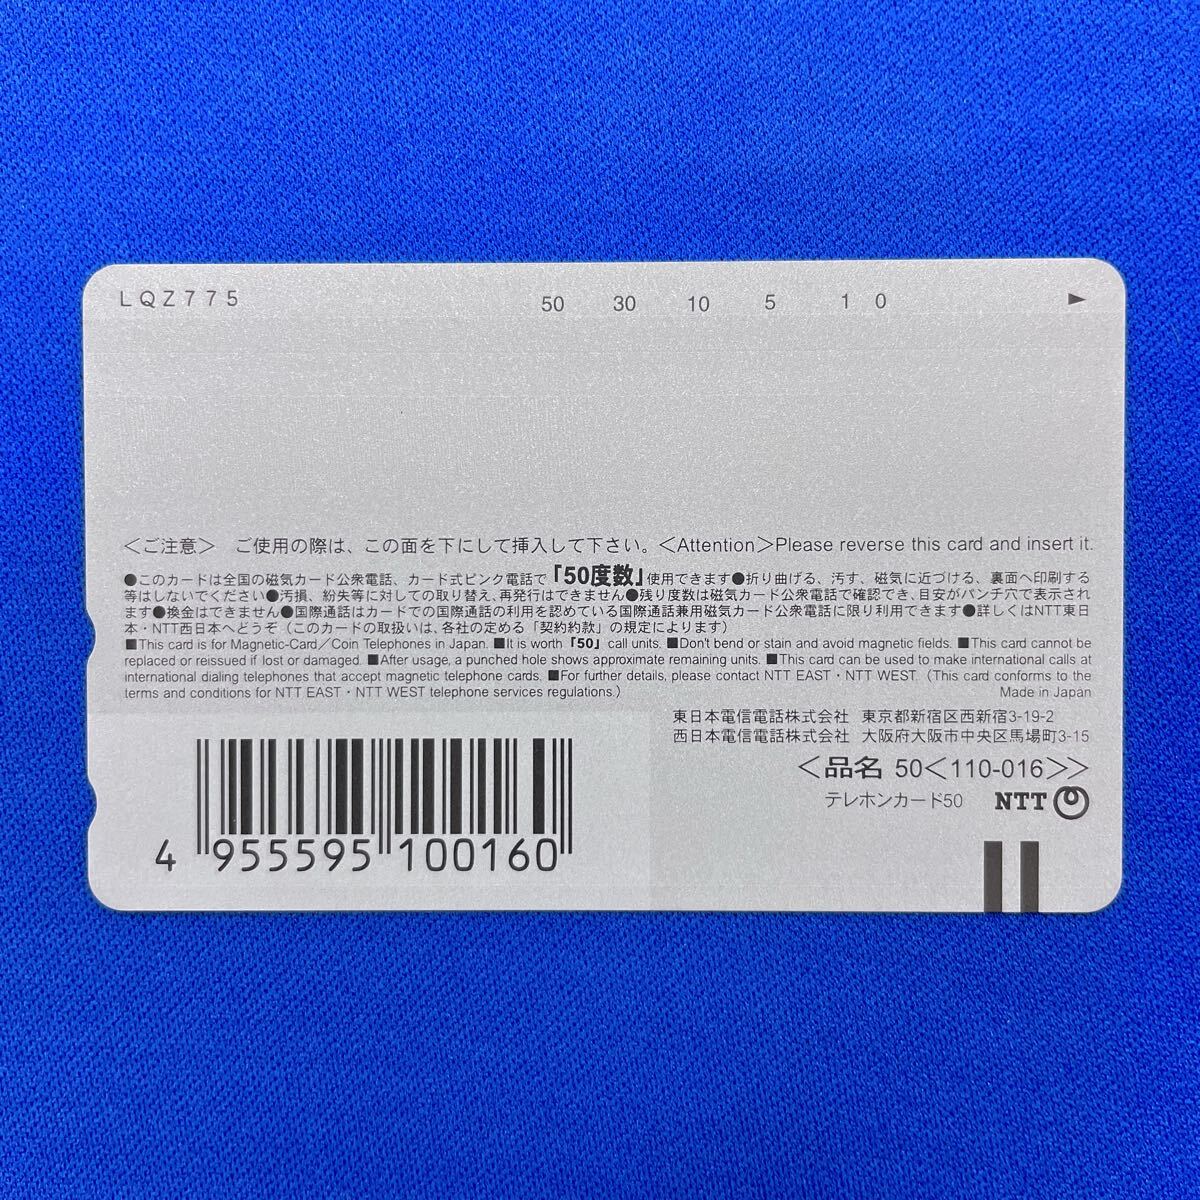 LQZ775
50 30 10 5 1 0 ►
＜ご注意＞ ご使用の際は、この面を下にして挿入して下さい。＜Attention＞Please reverse this card and insert it.
●このカードは全国の磁気カード公衆電話、カード式ピンク電話で「50度数」使用できます●折り曲げる、汚す、磁気に近づける、裏面へ印刷する
等はしないでください●汚損、紛失等に対しての取り替え、再発行はできません●残り度数は磁気カード公衆電話で確認でき、目安がパンチ穴で表示されま
す●換金はできません●国際通話はカードでの国際通話の利用を認めている国際通話兼用磁気カード公衆電話に限り利用できます●詳しくはNTT東日
本・NTT西日本へどうぞ（このカードの取扱いは、各社の定める「契約約款」の規定によります）
■This card is for Magnetic-Card／Coin Telephones in Japan. ■It is worth「50」call units. ■Don't bend or stain and avoid magnetic fields. ■This card cannot be
replaced or reissued if lost or damaged. ■After usage, a punched hole shows approximate remaining units. ■This card can be used to make international calls at
international dialing telephones that accept magnetic telephone cards. ■For further details, please contact NTT EAST・NTT WEST.（This card conforms to the
terms and conditions for NTT EAST・NTT WEST telephone services regulations.）
Made in Japan
東日本電信電話株式会社 東京都新宿区西新宿3-19-2
西日本電信電話株式会社 大阪府大阪市中央区馬場町3-15
＜品名 50＜110-016＞＞
テレホンカード50 NTT
4 955595 100160